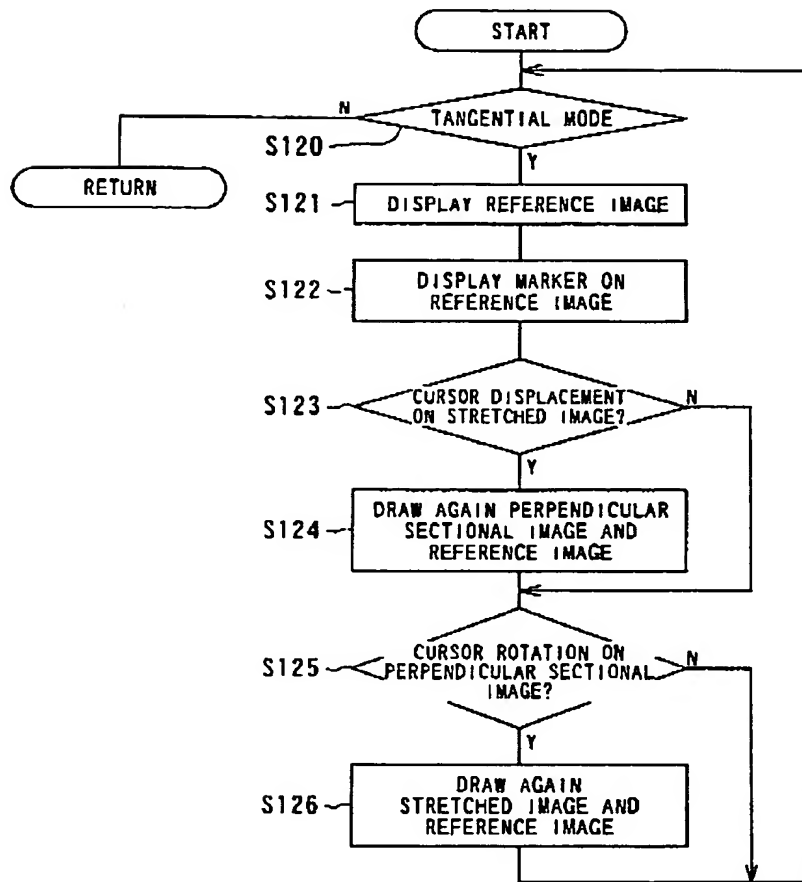 START
N
TANGENTIAL MODE
S120
Y
RETURN
S121
DISPLAY REFERENCE IMAGE
S122
DISPLAY MARKER ON
REFERENCE IMAGE
S123
CURSOR DISPLACEMENT
ON STRETCHED IMAGE?
N
Y
S124
DRAW AGAIN PERPENDICULAR
SECTIONAL IMAGE AND
REFERENCE IMAGE
S125
CURSOR ROTATION ON
PERPENDICULAR SECTIONAL
IMAGE?
N
Y
S126
DRAW AGAIN
STRETCHED IMAGE AND
REFERENCE IMAGE